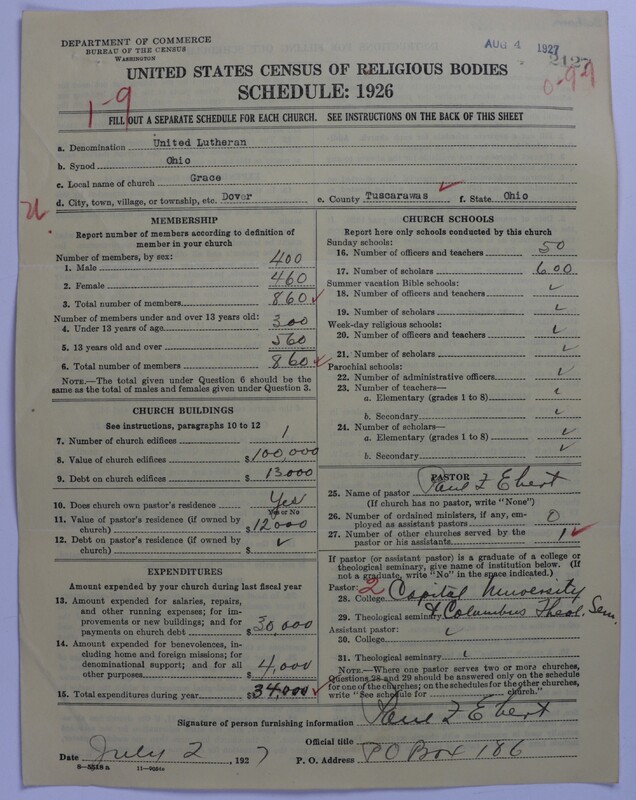 DEPARTMENT OF COMMERCE
BUREAU OF THE CENSUS
WASHINGTON
AUG 4 1927
2127
0-99
UNITED STATES CENSUS OF RELIGIOUS BODIES
SCHEDULE: 1926
1-9
FILL OUT A SEPARATE SCHEDULE FOR EACH CHURCH. SEE INSTRUCTIONS ON THE BACK OF THIS SHEET
a. Denomination United Lutheran
b. Synod Ohio
c. Local name of church Grace
d. City, town, village, or township, etc. Dover e. County Tuscarawas ✓ f. State Ohio
MEMBERSHIP
Report number of members according to definition of member in your church
Number of members, by sex:
1. Male 400
2. Female 460
3. Total number of members 860 ✓
Number of members under and over 13 years old:
4. Under 13 years of age 300
5. 13 years old and over 560
6. Total number of members 860 ✓
NOTE.—The total given under Question 6 should be the same as the total of males and females given under Question 3.
CHURCH BUILDINGS
See instructions, paragraphs 10 to 12
7. Number of church edifices 1
8. Value of church edifices $100,000
9. Debt on church edifices $13.000
10. Does church own pastor's residence Yes
Yes or No
11. Value of pastor's residence (if owned by church) $12,000
12. Debt on pastor's residence (if owned by church) $ ✓
EXPENDITURES
Amount expended by your church during last fiscal year
13. Amount expended for salaries, repairs, and other running expenses; for improvements or new buildings; and for payments on church debt $30,000
14. Amount expended for benevolences, including home and foreign missions; for denominational support; and for all other purposes $4,000
15. Total expenditures during year $34,000 ✓
CHURCH SCHOOLS
Report here only schools conducted by this church
Sunday schools:
16. Number of officers and teachers 50
17. Number of scholars 600
Summer vacation Bible schools:
18. Number of officers and teachers ✓
19. Number of scholars ✓
Week-day religious schools:
20. Number of officers and teachers ✓
21. Number of scholars ✓
Parochial schools:
22. Number of administrative officers ✓
23. Number of teachers—
a. Elementary (grades 1 to 8) ✓
b. Secondary ✓
24. Number of scholars—
a. Elementary (grades 1 to 8) ✓
b. Secondary ✓
PASTOR
25. Name of pastor Paul F Ebert
(If church has no pastor, write "None")
26. Number of ordained ministers, if any, employed as assistant pastors 0
27. Number of other churches served by the pastor or his assistants 1 ✓
If pastor (or assistant pastor) is a graduate of a college or theological seminary, give name of institution below. (If not a graduate, write "No" in the space indicated.)
Pastor: 2
28. College Capital University
29. Theological seminary & Columbus Theol. Sem.
Assistant pastor:
30. College ✓
31. Theological seminary ✓
NOTE.—Where one pastor serves two or more churches, Questions 28 and 29 should be answered only on the schedule for one of the churches; on the schedules for the other churches, write "See schedule for church."
Signature of person furnishing information Paul F Ebert
Official title
Date July 2, 1927 P. O. Address P O Box 186
8-5518a 11-9664a